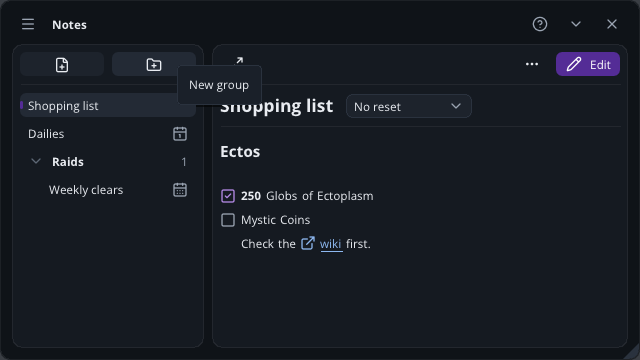 Notes
New group
Edit
Shopping list
Dailies
Raids 1
Weekly clears
Shopping list
No reset
Ectos
250 Globs of Ectoplasm
Mystic Coins
Check the wiki first.